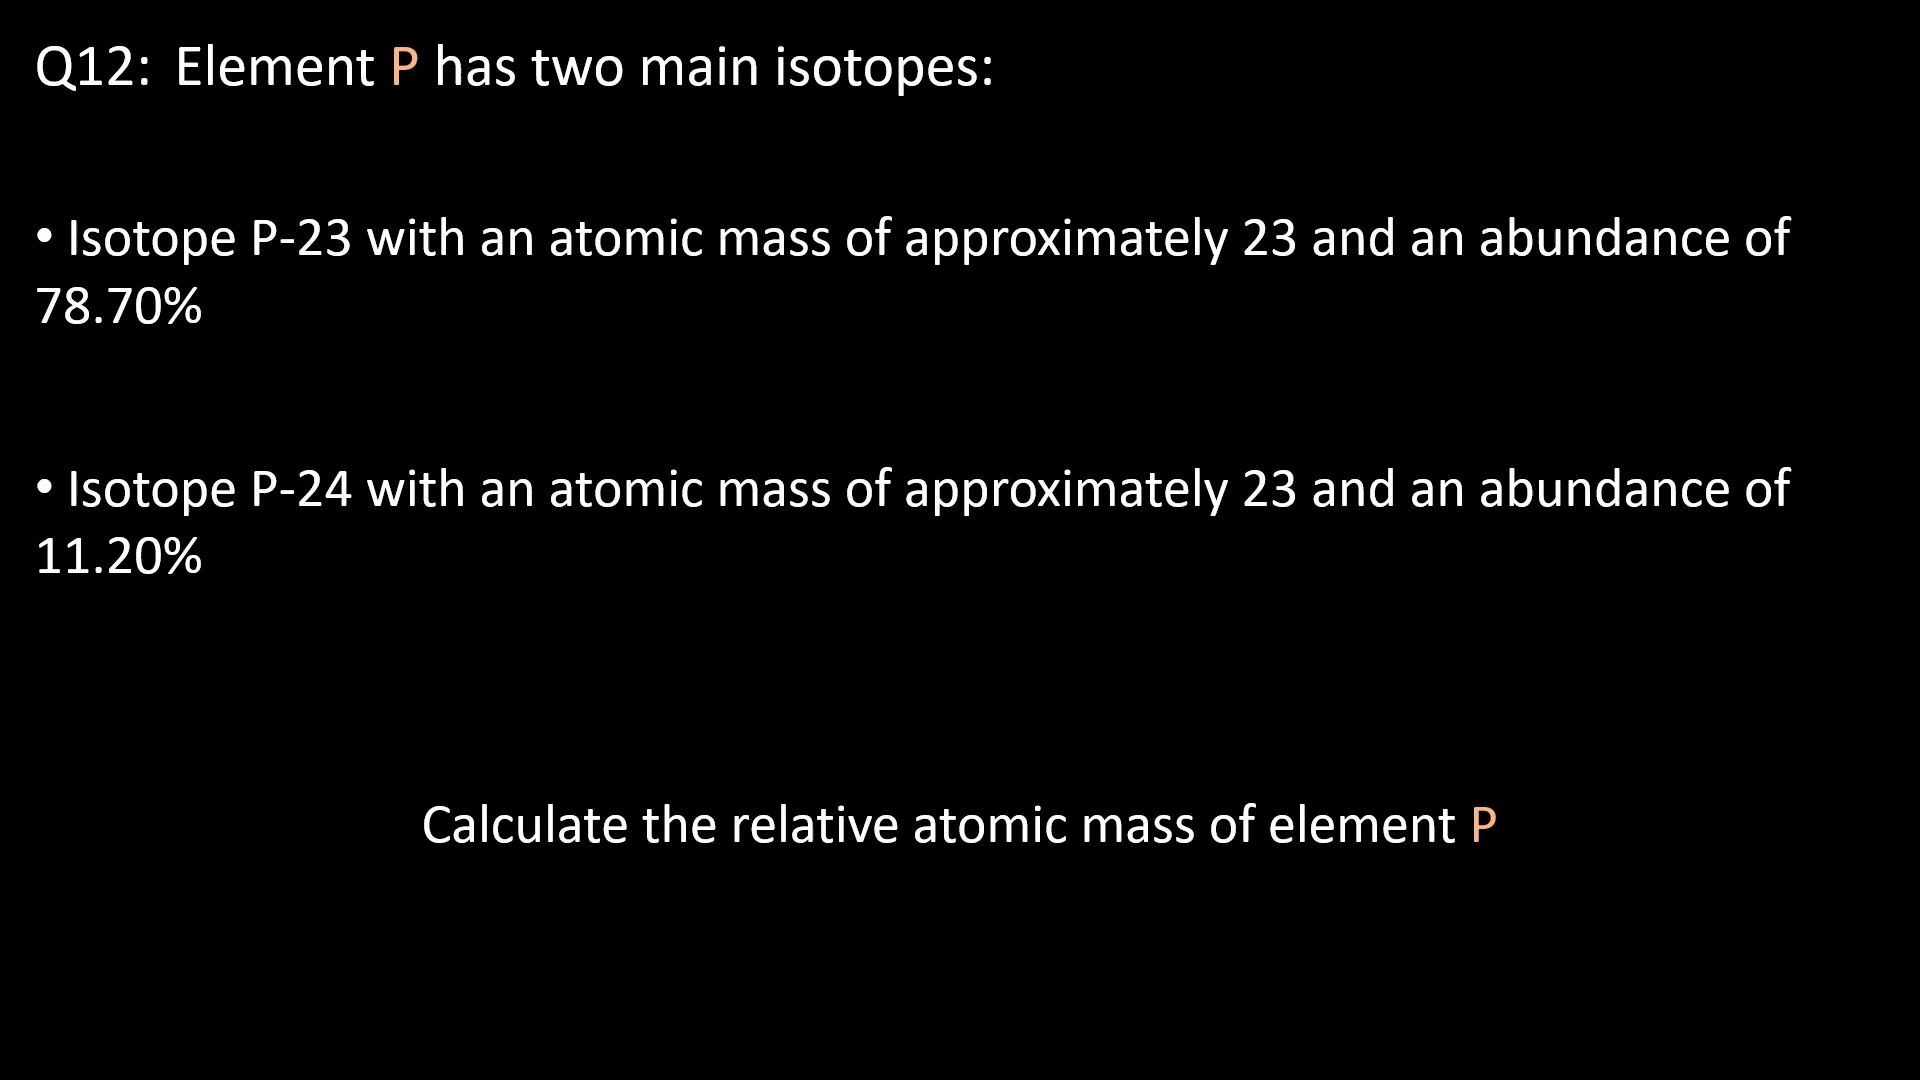 Q12: Element P has two main isotopes:
• Isotope P-23 with an atomic mass of approximately 23 and an abundance of
78.70%
• Isotope P-24 with an atomic mass of approximately 23 and an abundance of
11.20%
Calculate the relative atomic mass of element P